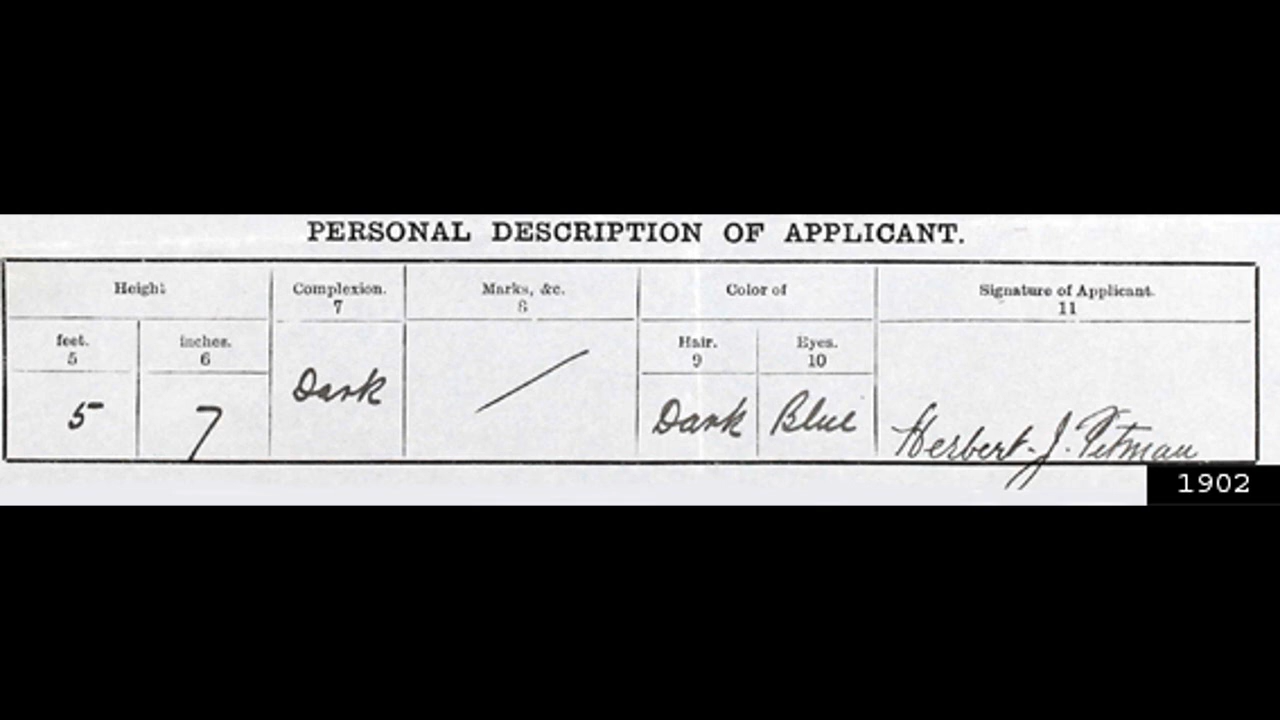 PERSONAL DESCRIPTION OF APPLICANT.
Height Complexion. Marks, &c. Color of Signature of Applicant.
7 8 11
feet. inches. Hair. Eyes.
5 6 9 10
5 7 Dark Dark Blue Herbert. J. Pitman
1902